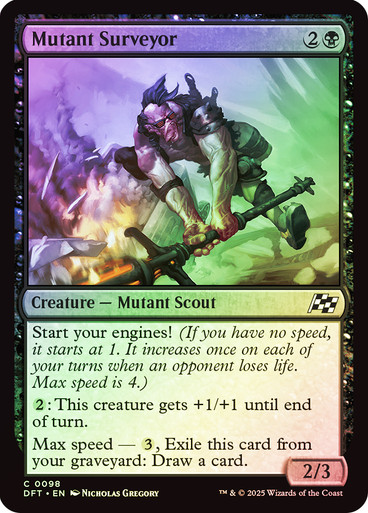 Mutant Surveyor 2
Creature — Mutant Scout
Start your engines! (If you have no speed,
it starts at 1. It increases once on each of
your turns when an opponent loses life.
Max speed is 4.)
2: This creature gets +1/+1 until end
of turn.
Max speed — 3, Exile this card from
your graveyard: Draw a card.
2/3
C 0098
DFT • EN Nicholas Gregory
™ & © 2025 Wizards of the Coast